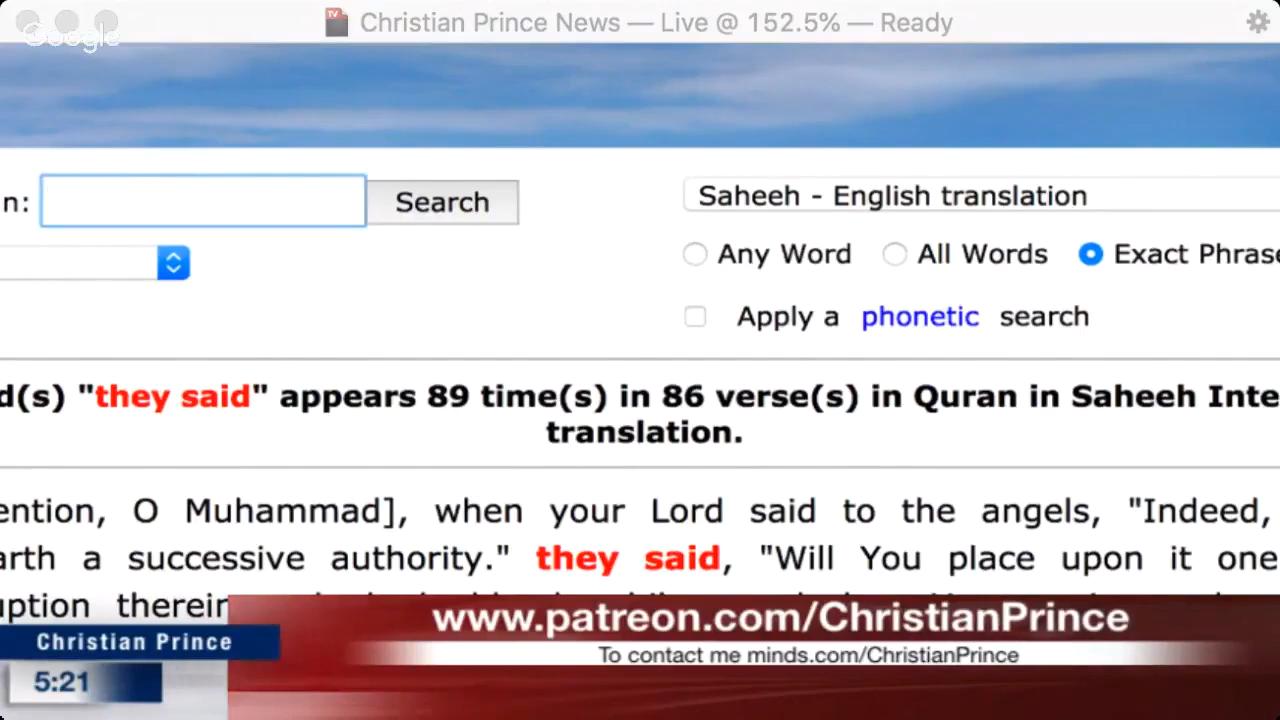 Christian Prince News — Live @ 152.5% — Ready
Google
n:
Search
Saheeh - English translation
Any Word
All Words
Exact Phrase
Apply a phonetic search
d(s) "they said" appears 89 time(s) in 86 verse(s) in Quran in Saheeh Inte
translation.
ention, O Muhammad], when your Lord said to the angels, "Indeed,
arth a successive authority." they said, "Will You place upon it one
uption therein
www.patreon.com/ChristianPrince
Christian Prince
To contact me minds.com/ChristianPrince
5:21